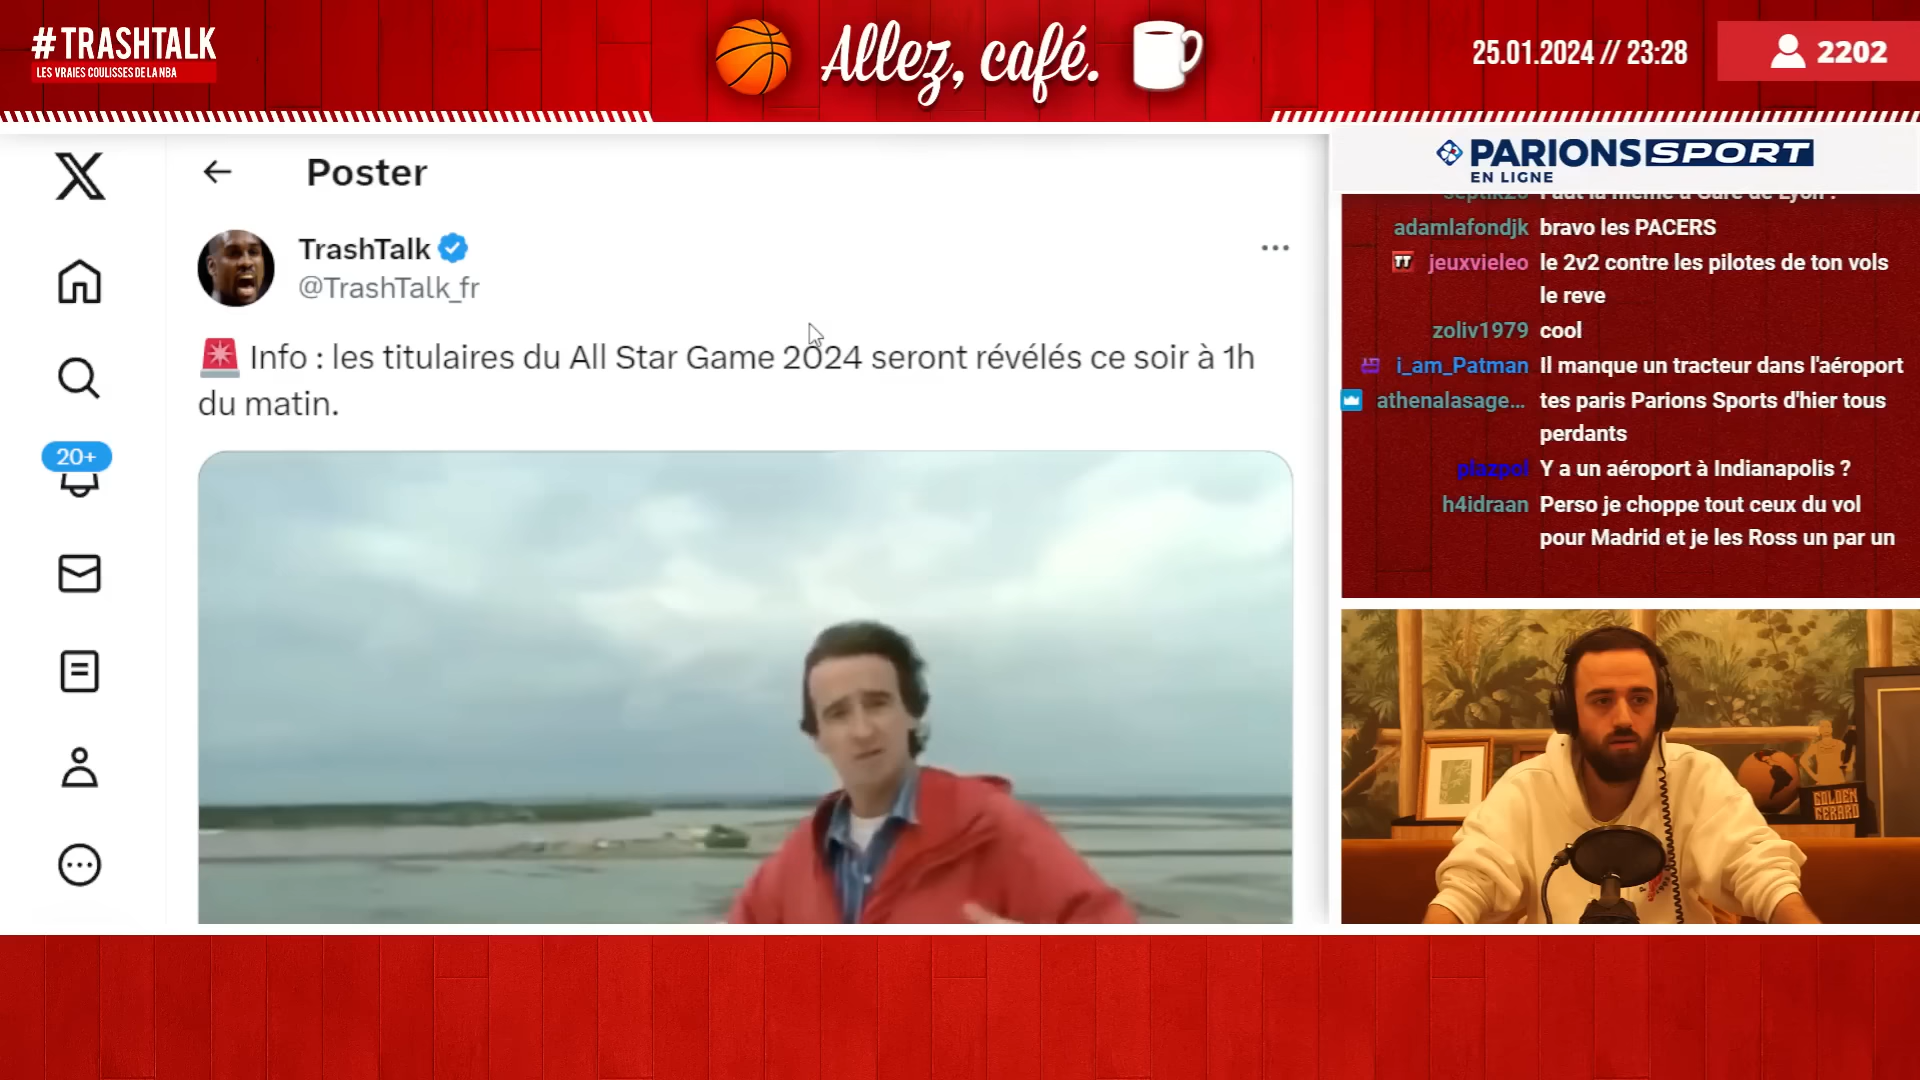 #TRASHTALK
LES VRAIES COULISSES DE LA NBA
Allez, café.
25.01.2024 // 23:28
2202
Poster
TrashTalk
@TrashTalk_fr
Info : les titulaires du All Star Game 2024 seront révélés ce soir à 1h
du matin.
20+
PARIONS SPORT
EN LIGNE
adamlafondjk bravo les PACERS
TT jeuxvieleo le 2v2 contre les pilotes de ton vols
le reve
zoliv1979 cool
i_am_Patman Il manque un tracteur dans l'aéroport
athenalasage... tes paris Parions Sports d'hier tous
perdants
piazpol Y a un aéroport à Indianapolis ?
h4idraan Perso je choppe tout ceux du vol
pour Madrid et je les Ross un par un
GOLDEN
GERARD